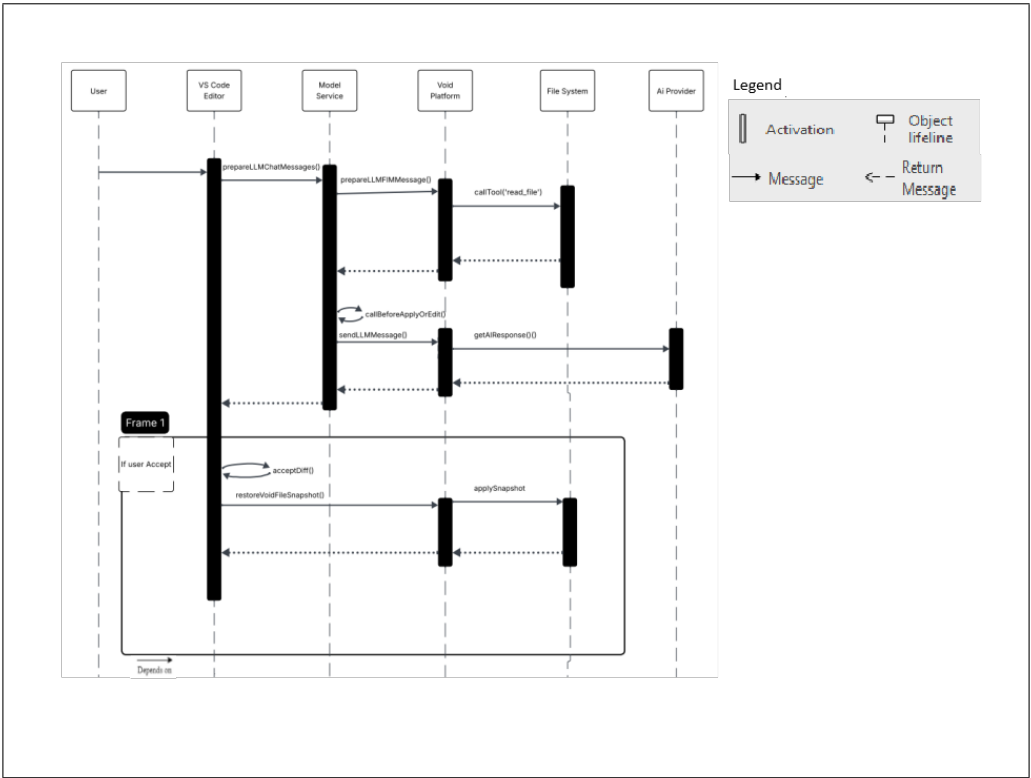 User
VS Code
Editor
Model
Service
Void
Platform
File System
Ai Provider
Legend
Activation
Object
lifeline
Message
Return
Message
prepareLLMChatMessages()
prepareLLMFIMMessage()
callTool('read_file')
callBeforeApplyOrEdit()
sendLLMMessage()
getAIResponse()()
Frame 1
If user Accept
acceptDiff()
restoreVoidFileSnapshot()
applySnapshot
Depends on